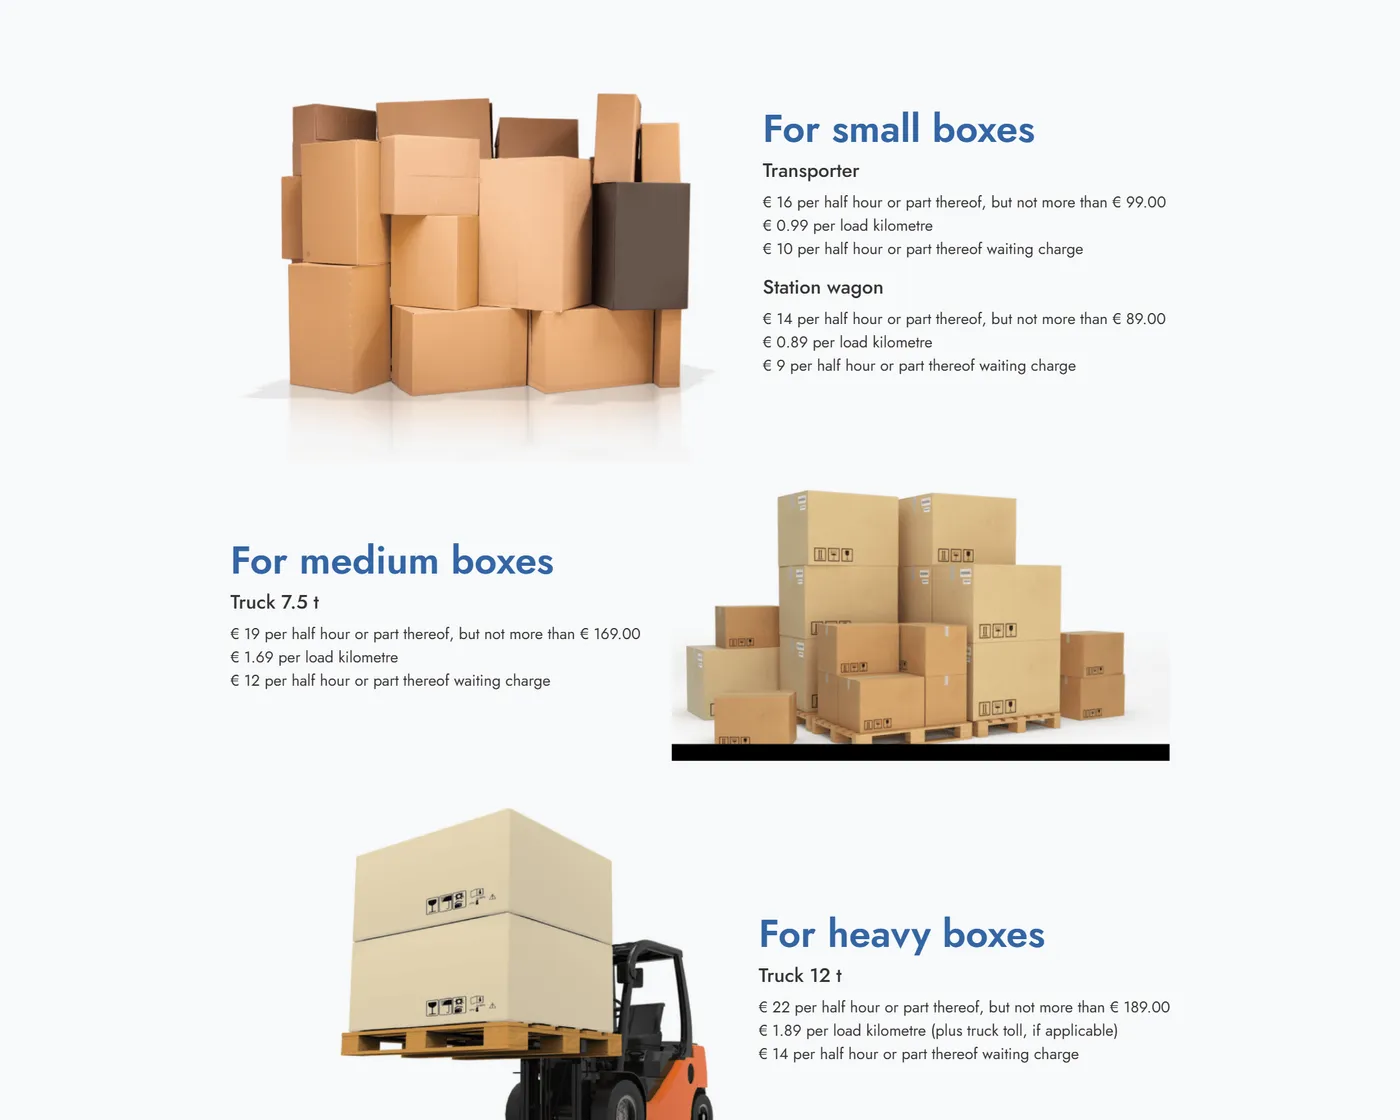 For small boxes
Transporter
€ 16 per half hour or part thereof, but not more than € 99.00
€ 0.99 per load kilometre
€ 10 per half hour or part thereof waiting charge
Station wagon
€ 14 per half hour or part thereof, but not more than € 89.00
€ 0.89 per load kilometre
€ 9 per half hour or part thereof waiting charge
For medium boxes
Truck 7.5 t
€ 19 per half hour or part thereof, but not more than € 169.00
€ 1.69 per load kilometre
€ 12 per half hour or part thereof waiting charge
For heavy boxes
Truck 12 t
€ 22 per half hour or part thereof, but not more than € 189.00
€ 1.89 per load kilometre (plus truck toll, if applicable)
€ 14 per half hour or part thereof waiting charge